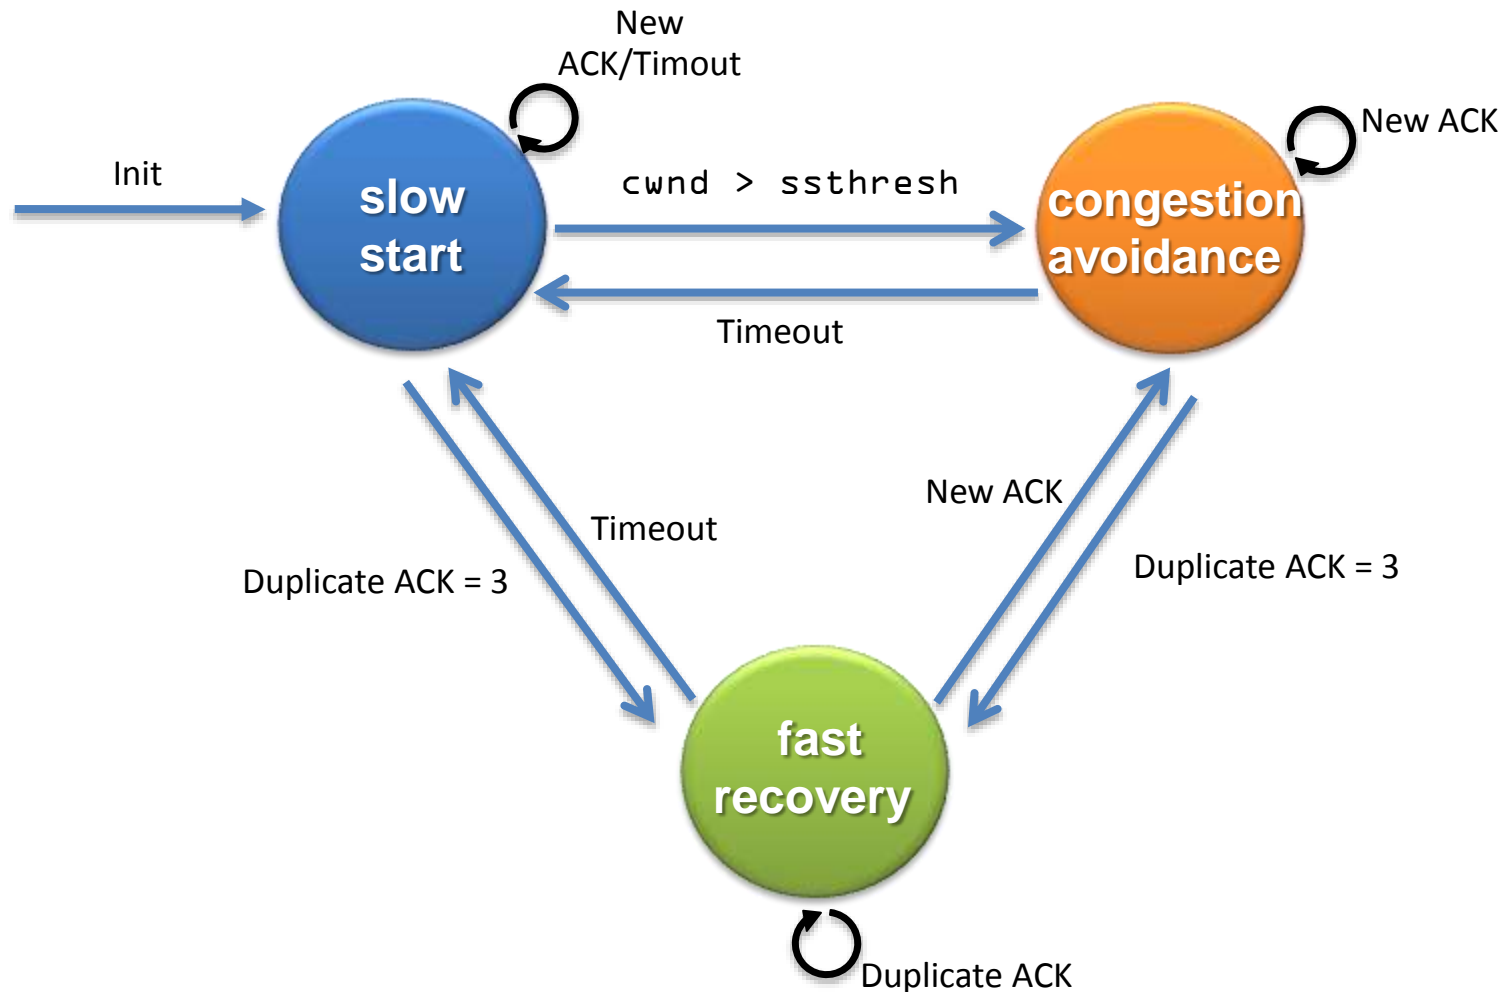 New
ACK/Timout
New ACK
Init
slow
start
cwnd > ssthresh
congestion
avoidance
Timeout
New ACK
Timeout
Duplicate ACK = 3
Duplicate ACK = 3
fast
recovery
Duplicate ACK